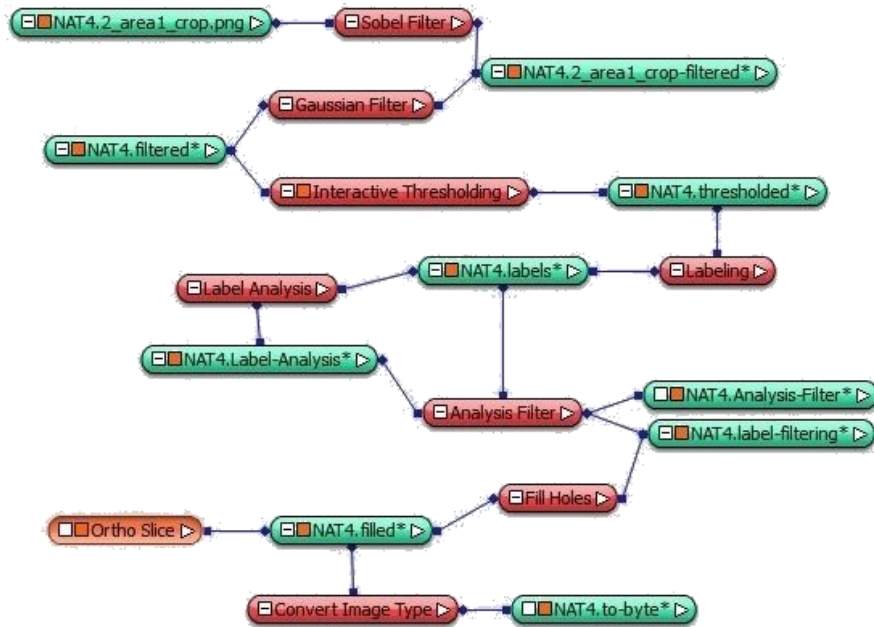 NAT4.2_area1_crop.png
Sobel Filter
NAT4.2_area1_crop-filtered*
Gaussian Filter
NAT4.filtered*
Interactive Thresholding
NAT4.thresholded*
NAT4.labels*
Labeling
Label Analysis
NAT4.Label-Analysis*
NAT4.Analysis-Filter*
Analysis Filter
NAT4.label-filtering*
Fill Holes
Ortho Slice
NAT4.filled*
Convert Image Type
NAT4.to-byte*